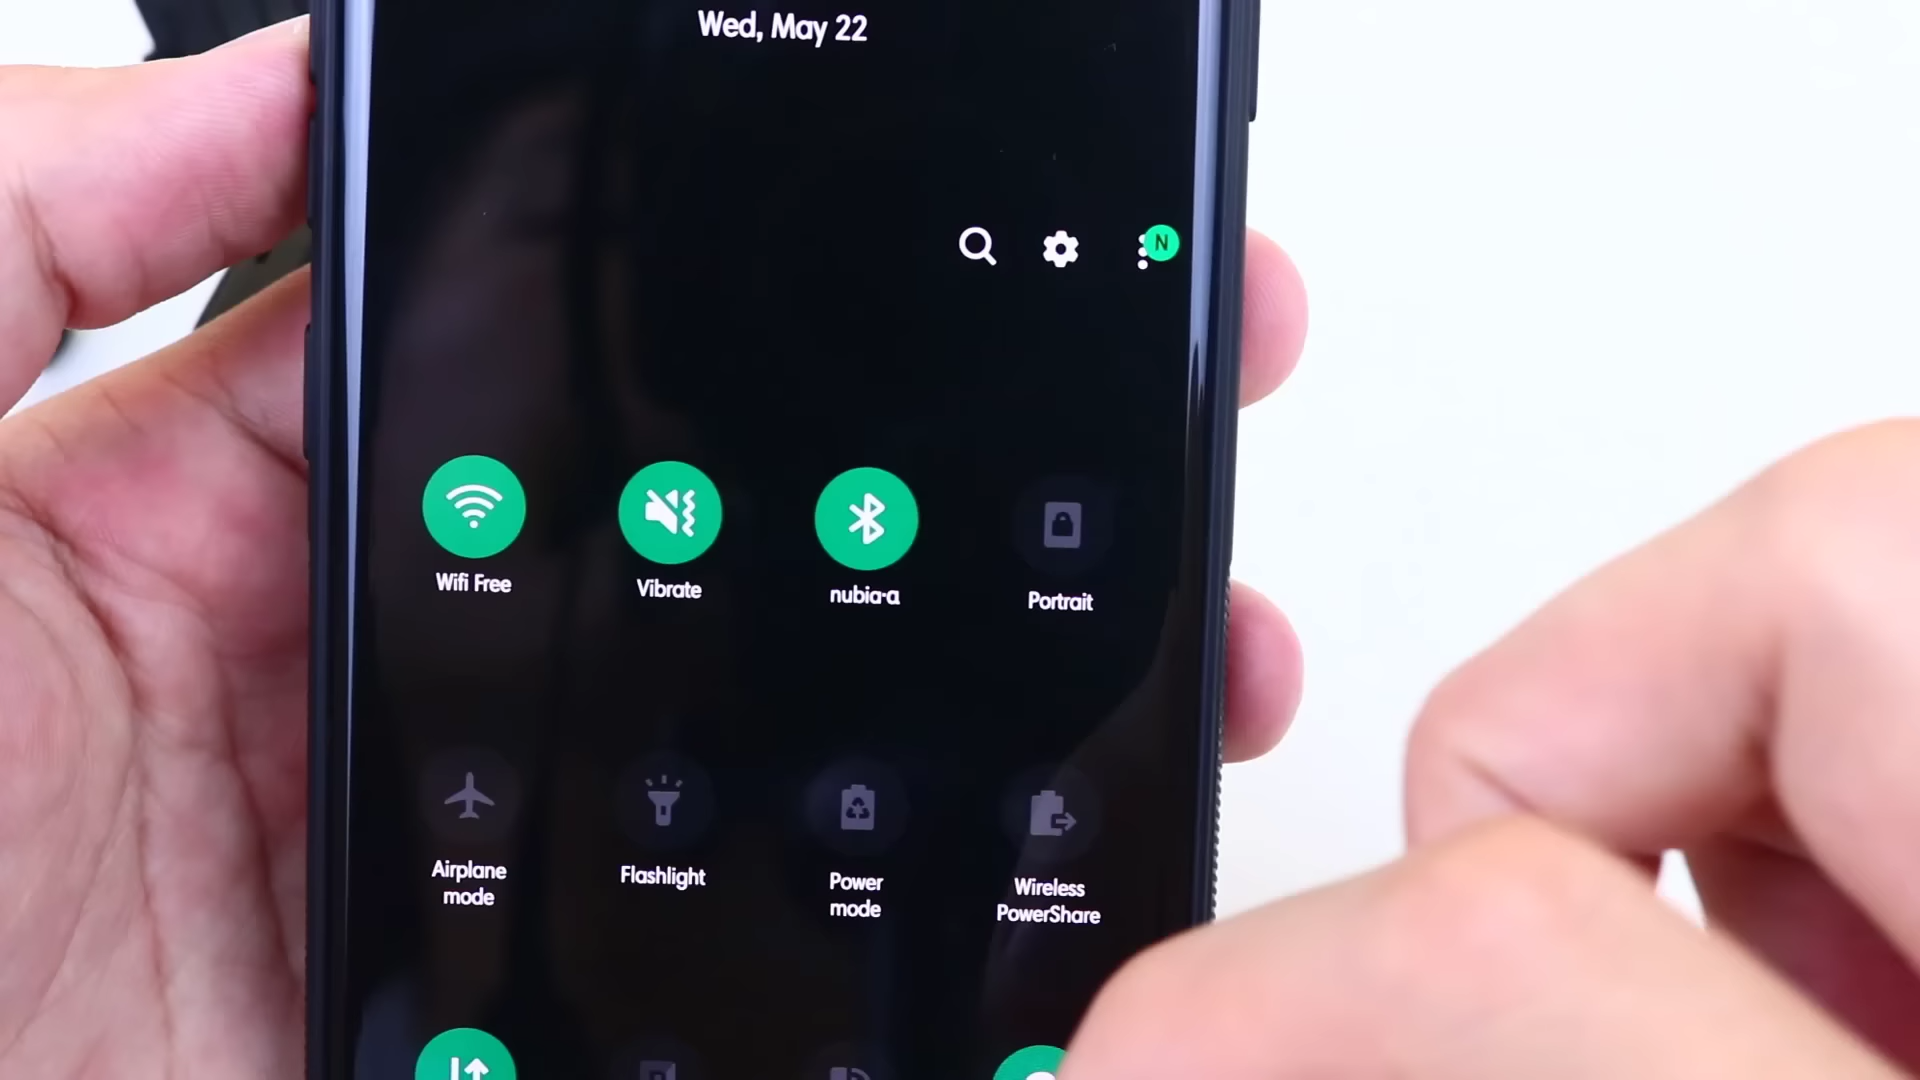 Wed, May 22
N
Wifi Free
Vibrate
nubia-a
Portrait
Airplane
mode
Flashlight
Power
mode
Wireless
PowerShare